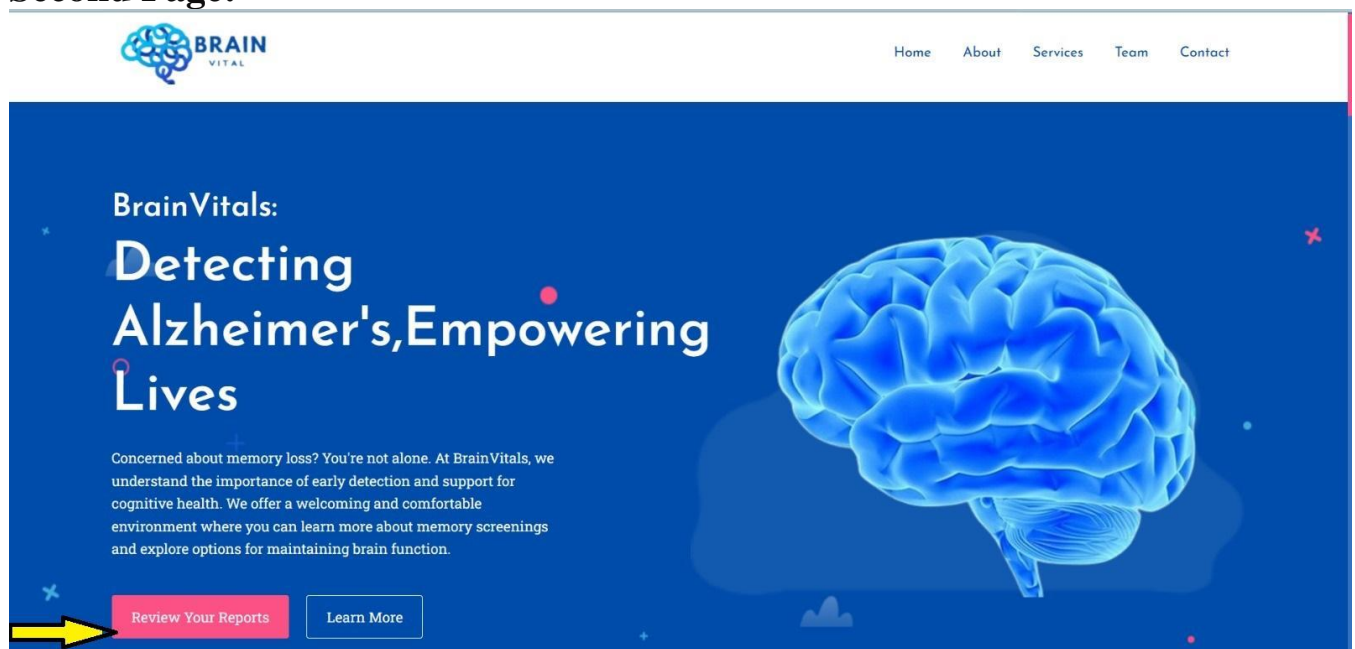 Second Page:
BRAIN
VITAL
Home About Services Team Contact
BrainVitals:
Detecting
Alzheimer's,Empowering
Lives
Concerned about memory loss? You're not alone. At BrainVitals, we
understand the importance of early detection and support for
cognitive health. We offer a welcoming and comfortable
environment where you can learn more about memory screenings
and explore options for maintaining brain function.
Review Your Reports Learn More